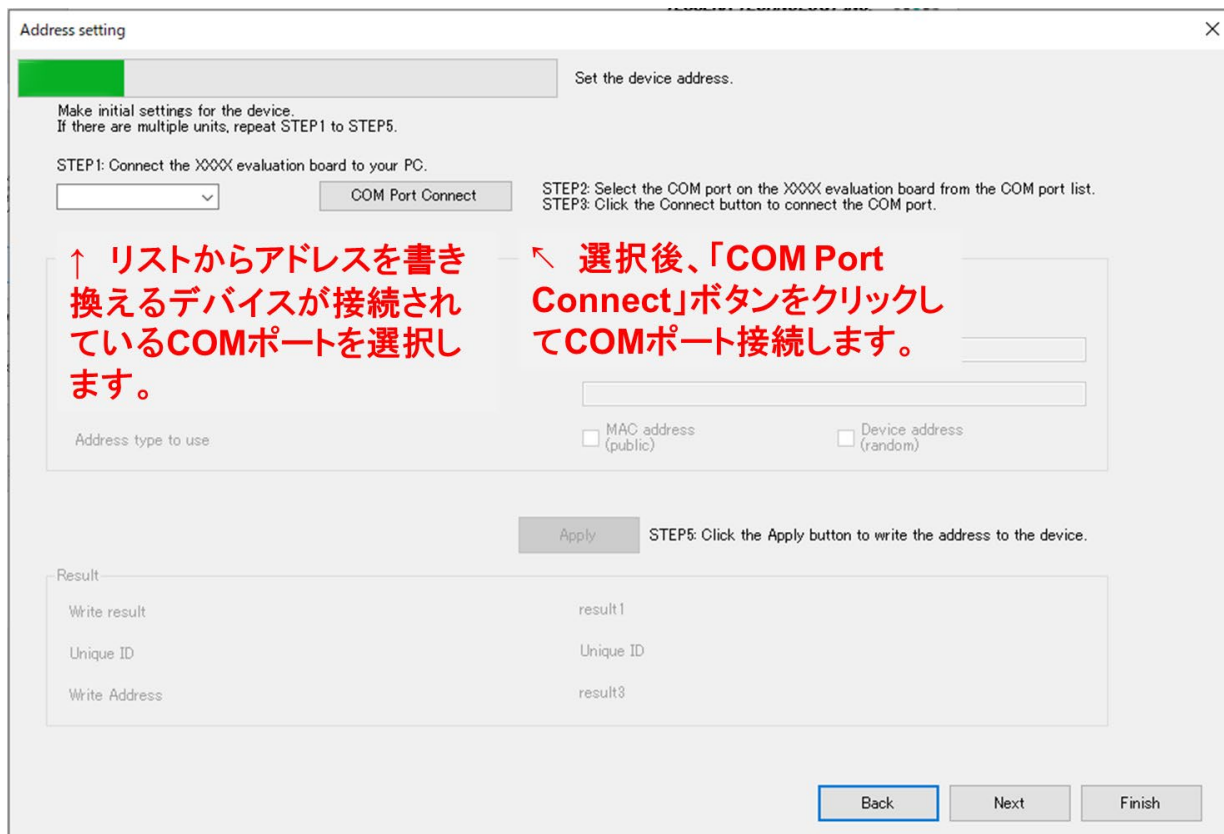 Address setting
Set the device address.
Make initial settings for the device.
If there are multiple units, repeat STEP1 to STEP5.
STEP1: Connect the XXXX evaluation board to your PC.
COM Port Connect
STEP2: Select the COM port on the XXXX evaluation board from the COM port list.
STEP3: Click the Connect button to connect the COM port.
↑ リストからアドレスを書き
換えるデバイスが接続され
ているCOMポートを選択し
ます。
↖ 選択後、「COM Port
Connect」ボタンをクリックし
てCOMポート接続します。
Address type to use
MAC address
(public)
Device address
(random)
Apply
STEP5: Click the Apply button to write the address to the device.
Result
Write result
result1
Unique ID
Unique ID
Write Address
result3
Back
Next
Finish